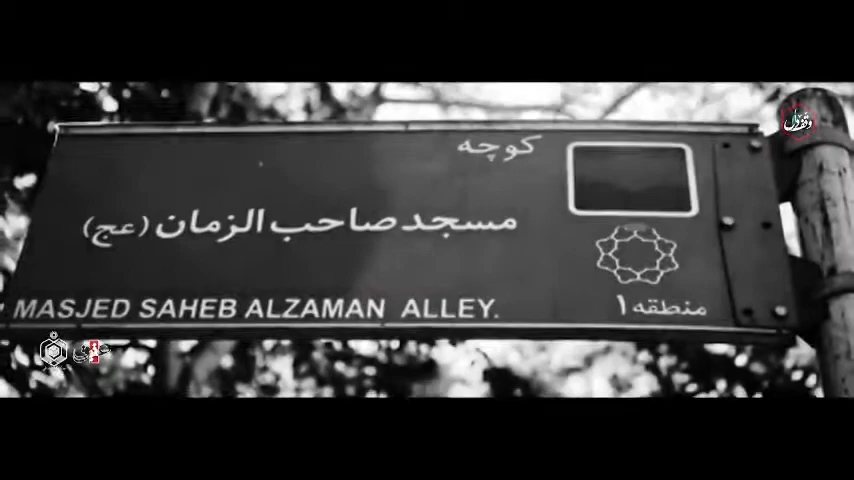 کوچه
مسجد صاحب الزمان (عج)
MASJED SAHEB ALZAMAN ALLEY.
منطقه ۱